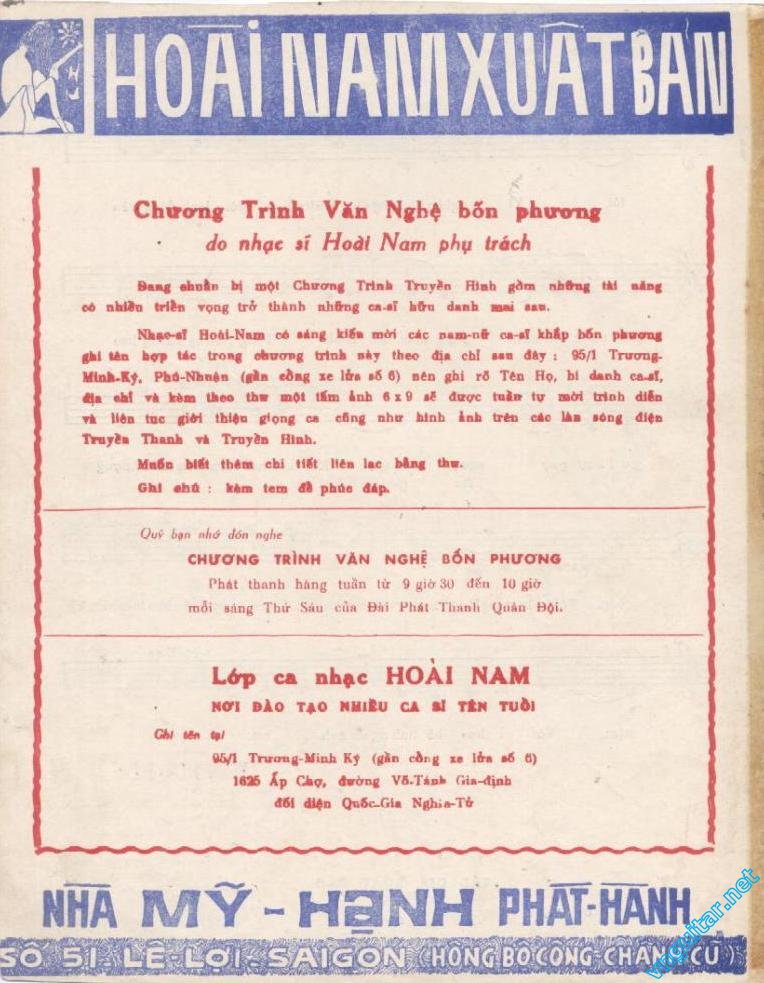 HOÀI NAM XUẤT BẢN
Chương Trình Văn Nghệ bốn phương
do nhạc sĩ Hoài Nam phụ trách
Đang chuẩn bị một Chương Trình Truyền Hình gồm những tài năng
có nhiều triển vọng trở thành những ca-sĩ hữu danh mai sau.
Nhạc-sĩ Hoài-Nam có sáng kiến mời các nam-nữ ca-sĩ khắp bốn phương
ghi tên hợp tác trong chương trình này theo địa chỉ sau đây : 95/1 Trương-
Minh-Ký, Phú-Nhuận (gần cổng xe lửa số 6) nên ghi rõ Tên Họ, bí danh ca-sĩ,
địa chỉ và kèm theo thư một tấm ảnh 6x9 sẽ được tuần tự mời trình diễn
và liên tục giới thiệu giọng ca cũng như hình ảnh trên các làn sóng điện
Truyền Thanh và Truyền Hình.
Muốn biết thêm chi tiết liên lạc bằng thư.
Ghi chú : kèm tem để phúc đáp.
Quý bạn nhớ đón nghe
CHƯƠNG TRÌNH VĂN NGHỆ BỐN PHƯƠNG
Phát thanh hàng tuần từ 9 giờ 30 đến 10 giờ
mỗi sáng Thứ Sáu của Đài Phát Thanh Quân Đội.
Lớp ca nhạc HOÀI NAM
NƠI ĐÀO TẠO NHIỀU CA SĨ TÊN TUỔI
Ghi tên tại
95/1 Trương-Minh Ký (gần cổng xe lửa số 6)
1625 Ấp Chợ, đường Võ-Tánh Gia-định
đối diện Quốc-Gia Nghĩa-Tử
NHÀ MỸ-HẠNH PHÁT-HÀNH
SỐ 51-LÊ-LỢI-SAIGON (HÔNG BỘ CÔNG-CHÁNH CŨ)
vnguitar.net